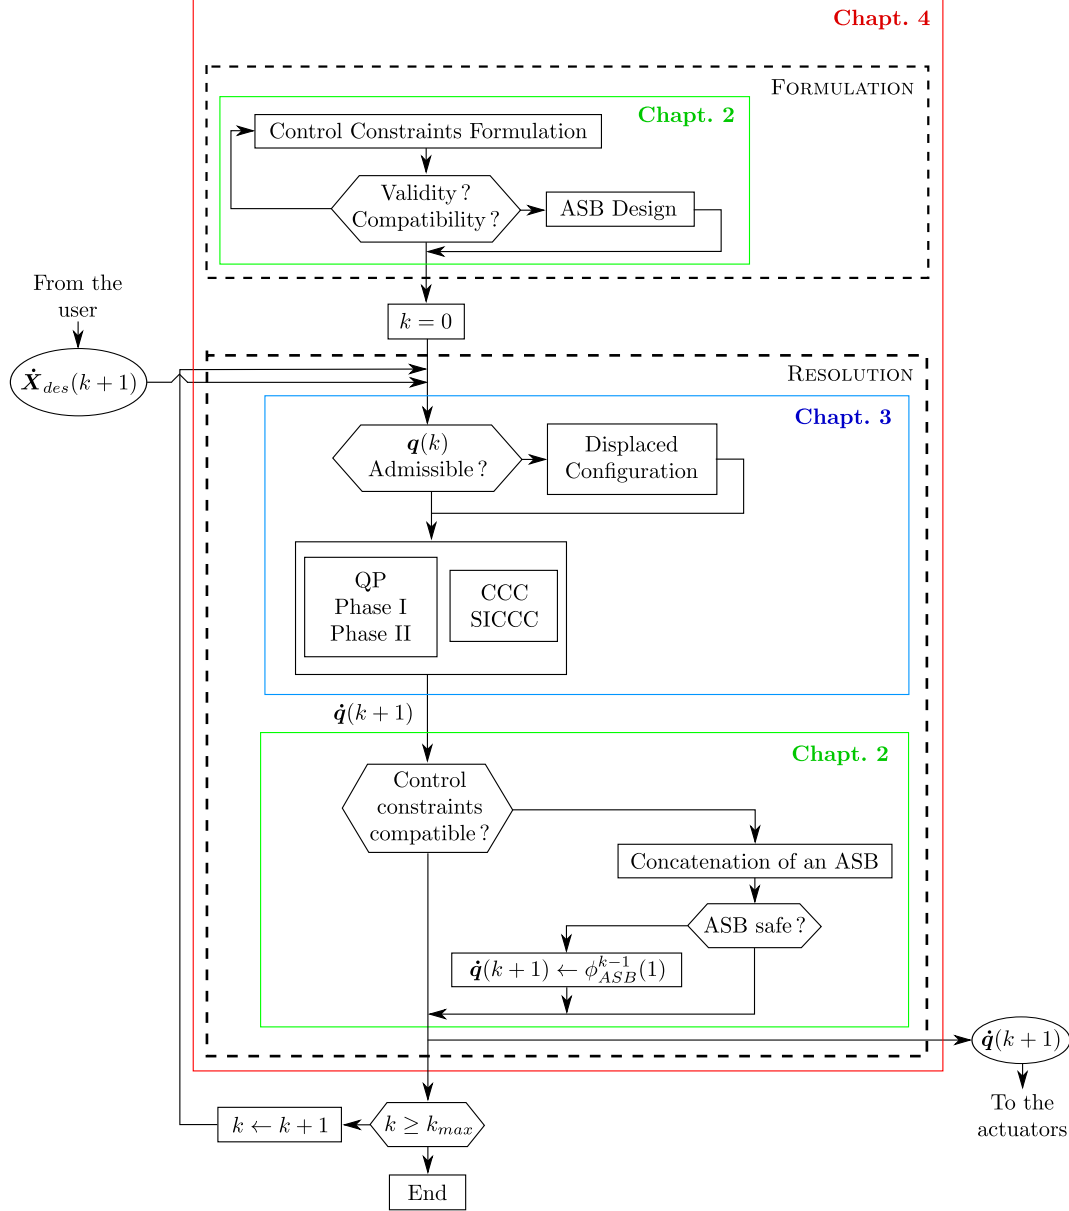 Chapt. 4
FORMULATION
Chapt. 2
Control Constraints Formulation
Validity ?
Compatibility ?
ASB Design
From the
user
k = 0
Ẋ_des(k + 1)
RESOLUTION
Chapt. 3
q(k)
Admissible ?
Displaced
Configuration
QP
Phase I
Phase II
CCC
SICCC
q̇(k + 1)
Chapt. 2
Control
constraints
compatible ?
Concatenation of an ASB
ASB safe ?
q̇(k + 1) ← ϕ_{ASB}^{k−1}(1)
q̇(k + 1)
To the
actuators
k ← k + 1
k ≥ k_max
End